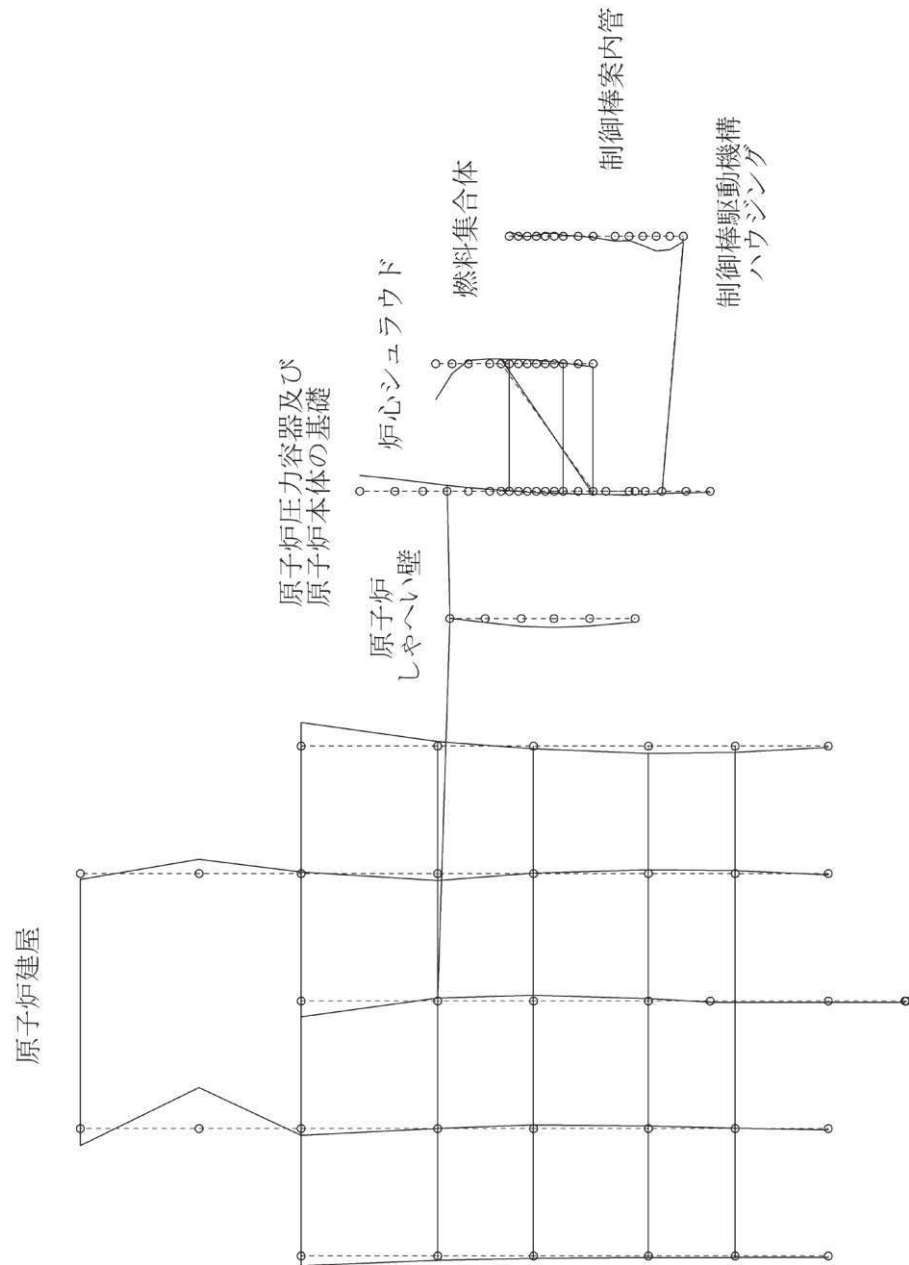 原子炉建屋
原子炉
しゃへい壁
原子炉圧力容器及び
原子炉本体の基礎
炉心シュラウド
燃料集合体
制御棒案内管
制御棒駆動機構
ハウジング